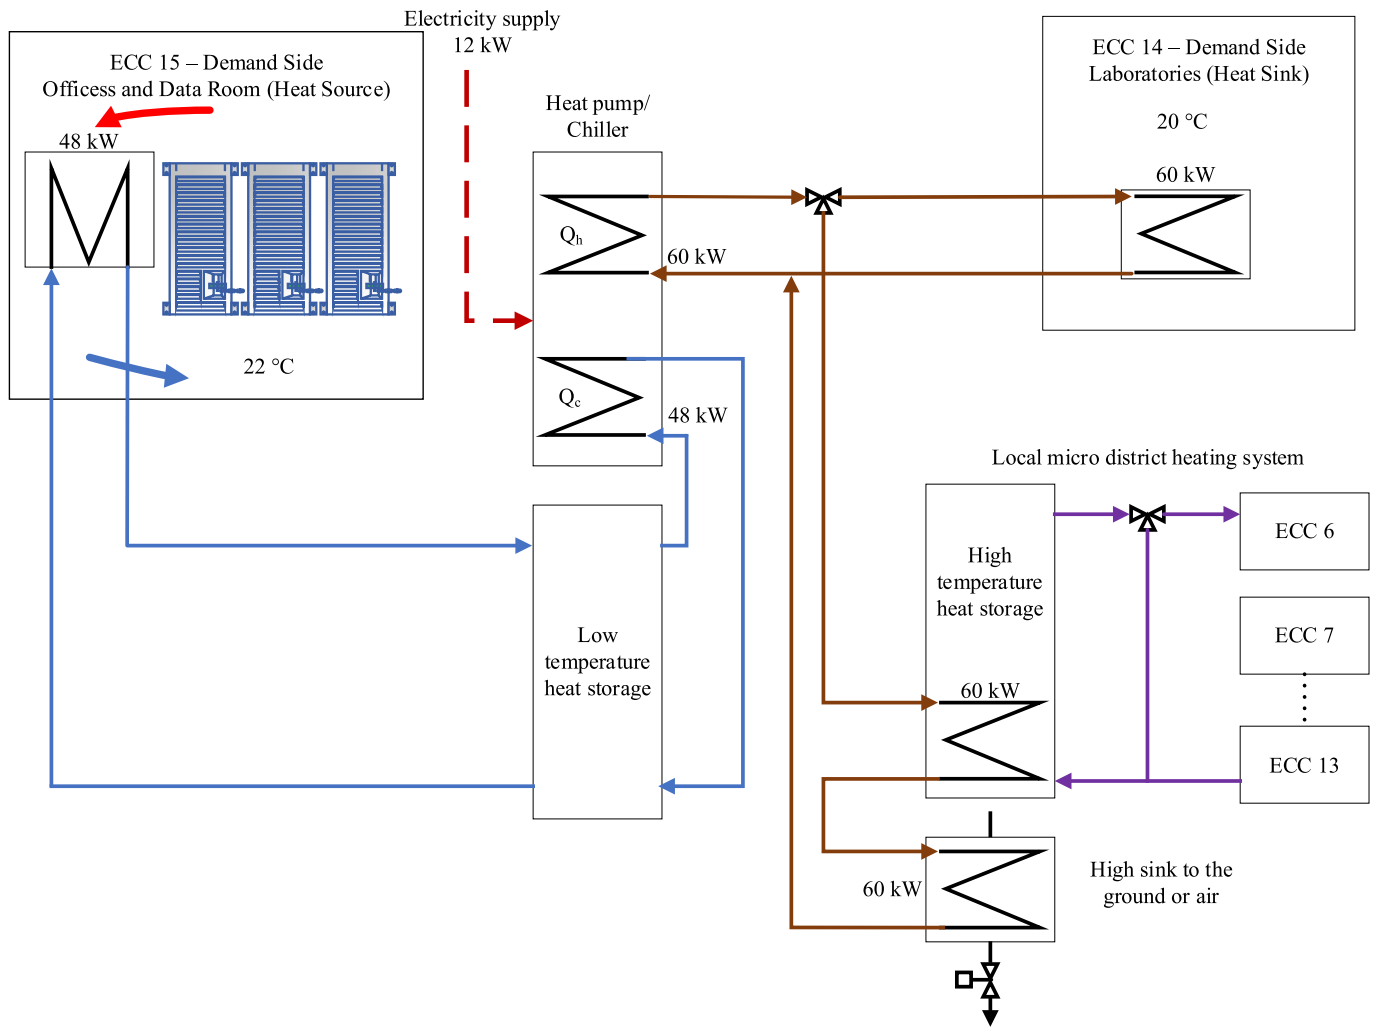 Electricity supply
12 kW
ECC 15 – Demand Side
Officess and Data Room (Heat Source)
48 kW
22 °C
Heat pump/
Chiller
Qh
60 kW
Qc
48 kW
ECC 14 – Demand Side
Laboratories (Heat Sink)
20 °C
60 kW
Low
temperature
heat storage
Local micro district heating system
High
temperature
heat storage
60 kW
ECC 6
ECC 7
ECC 13
60 kW
High sink to the
ground or air